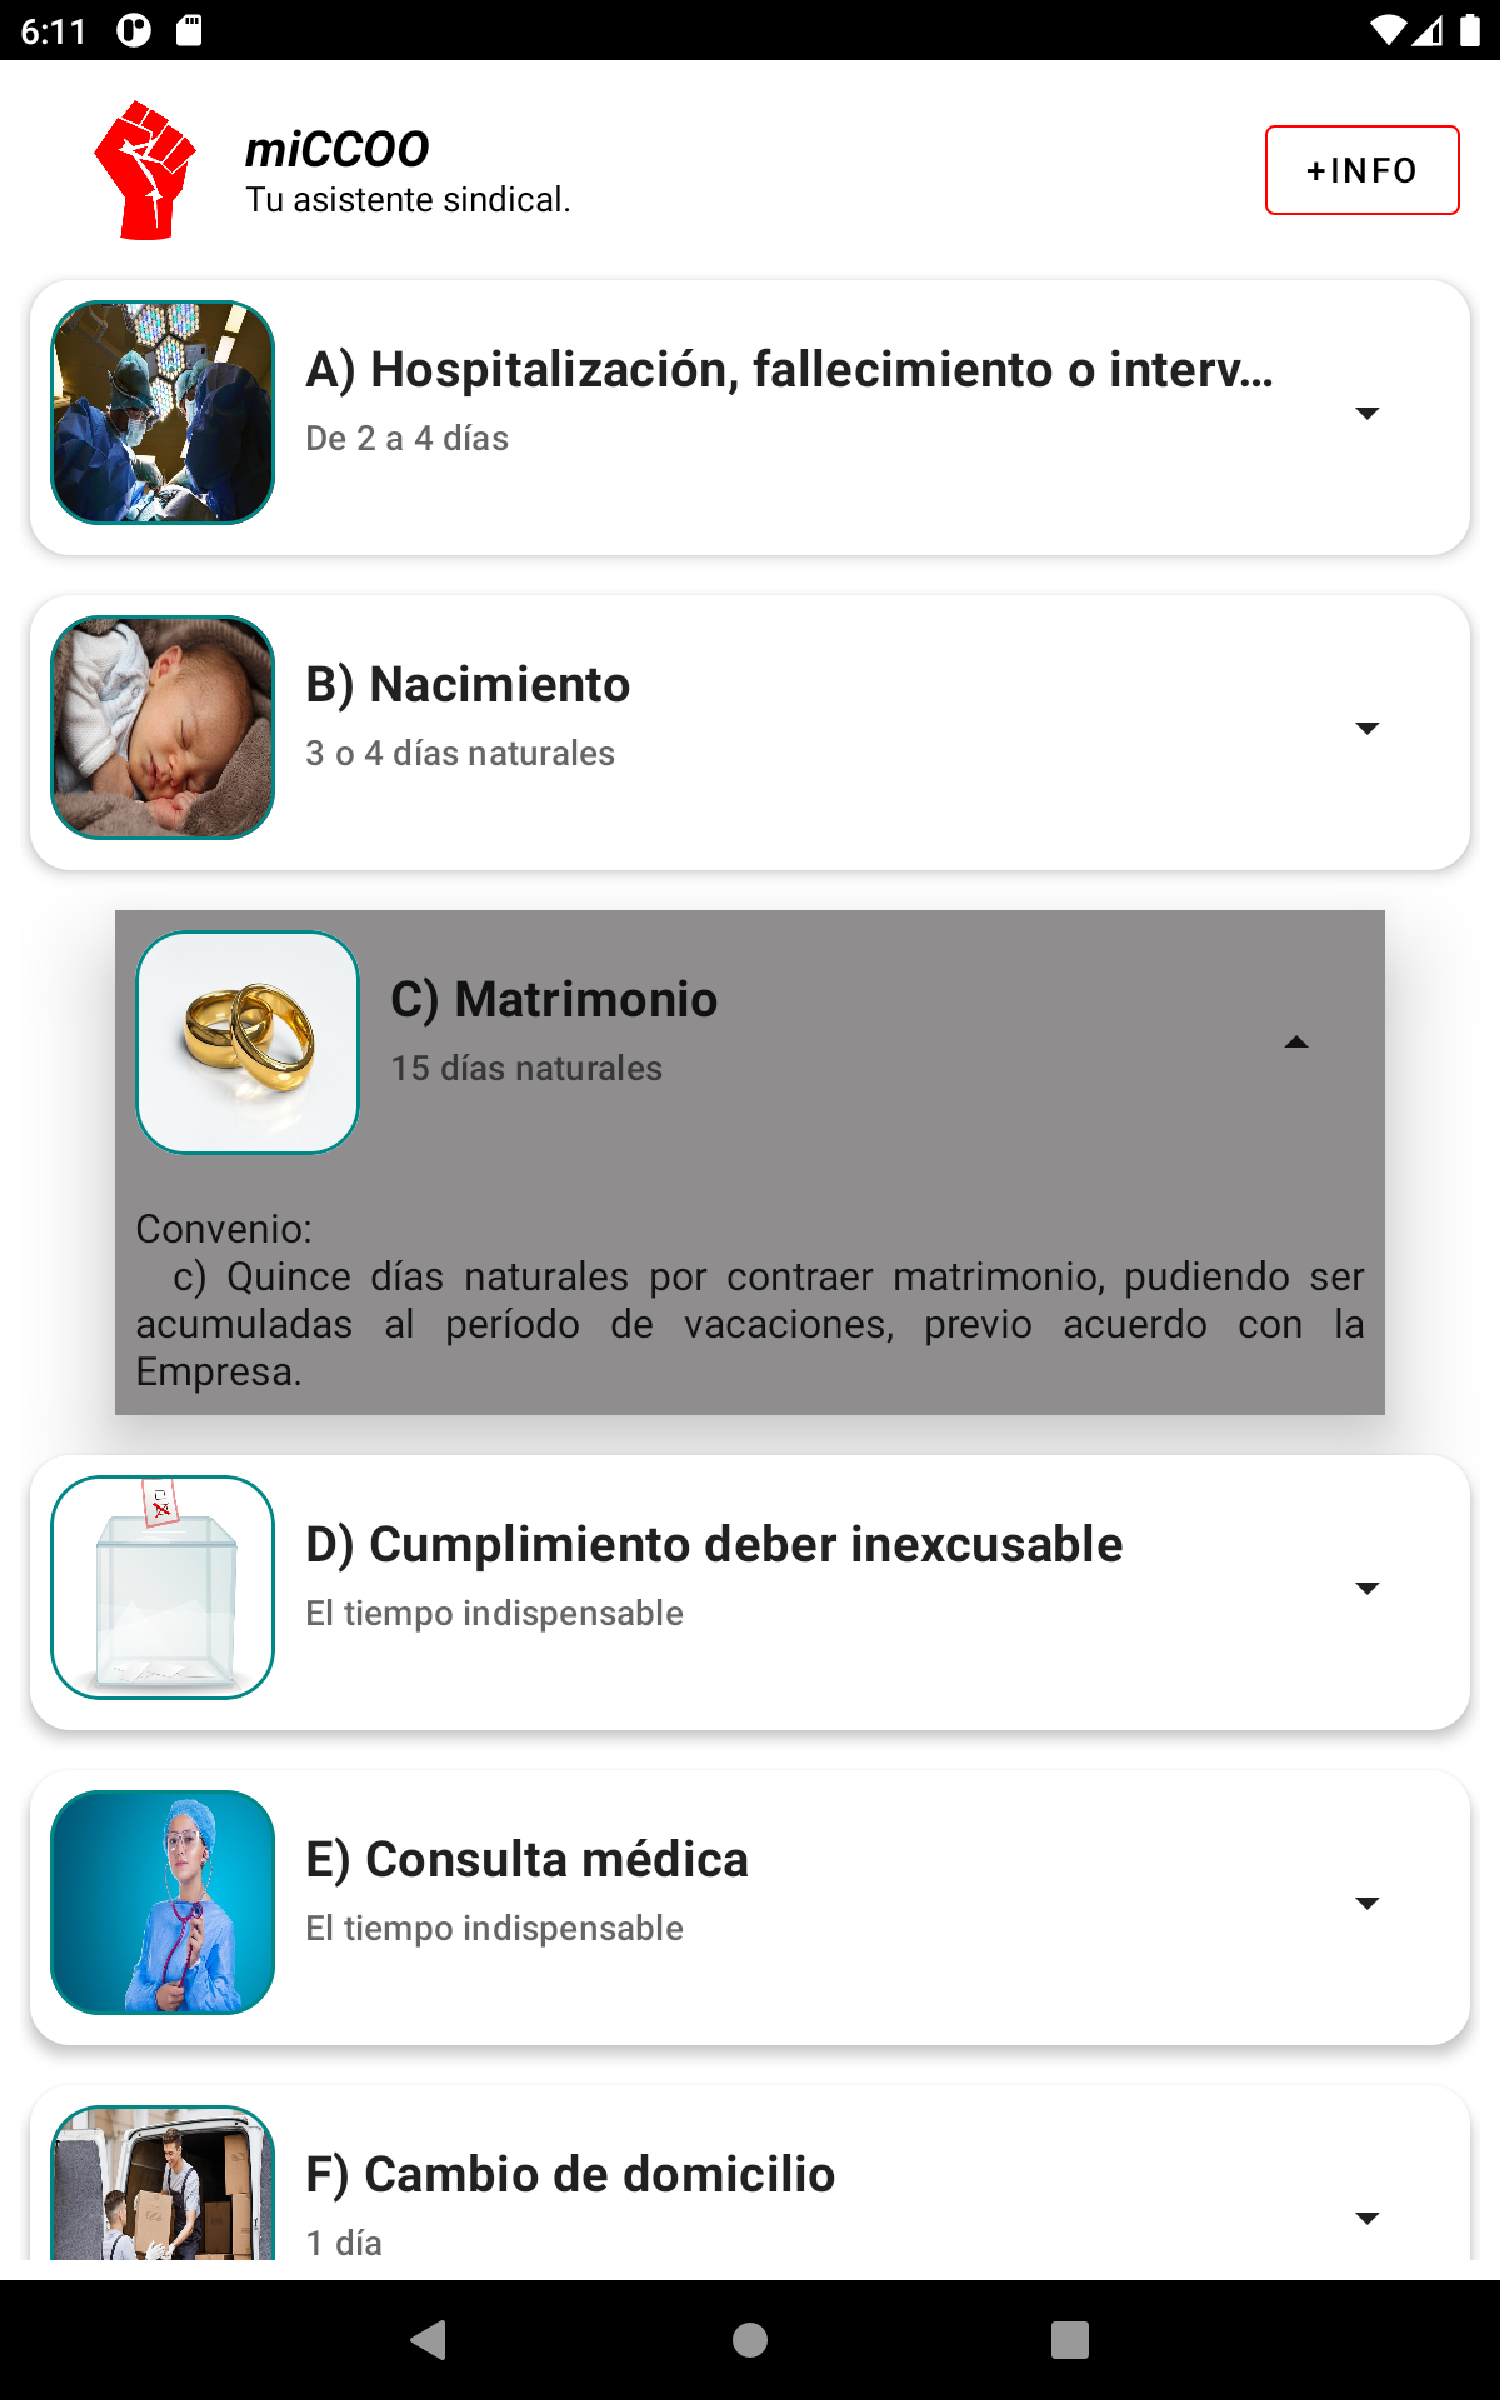 6:11
miCCOO
Tu asistente sindical.
+INFO
A) Hospitalización, fallecimiento o interv...
De 2 a 4 días
B) Nacimiento
3 o 4 días naturales
C) Matrimonio
15 días naturales
Convenio:
c) Quince días naturales por contraer matrimonio, pudiendo ser
acumuladas al período de vacaciones, previo acuerdo con la
Empresa.
D) Cumplimiento deber inexcusable
El tiempo indispensable
E) Consulta médica
El tiempo indispensable
F) Cambio de domicilio
1 día